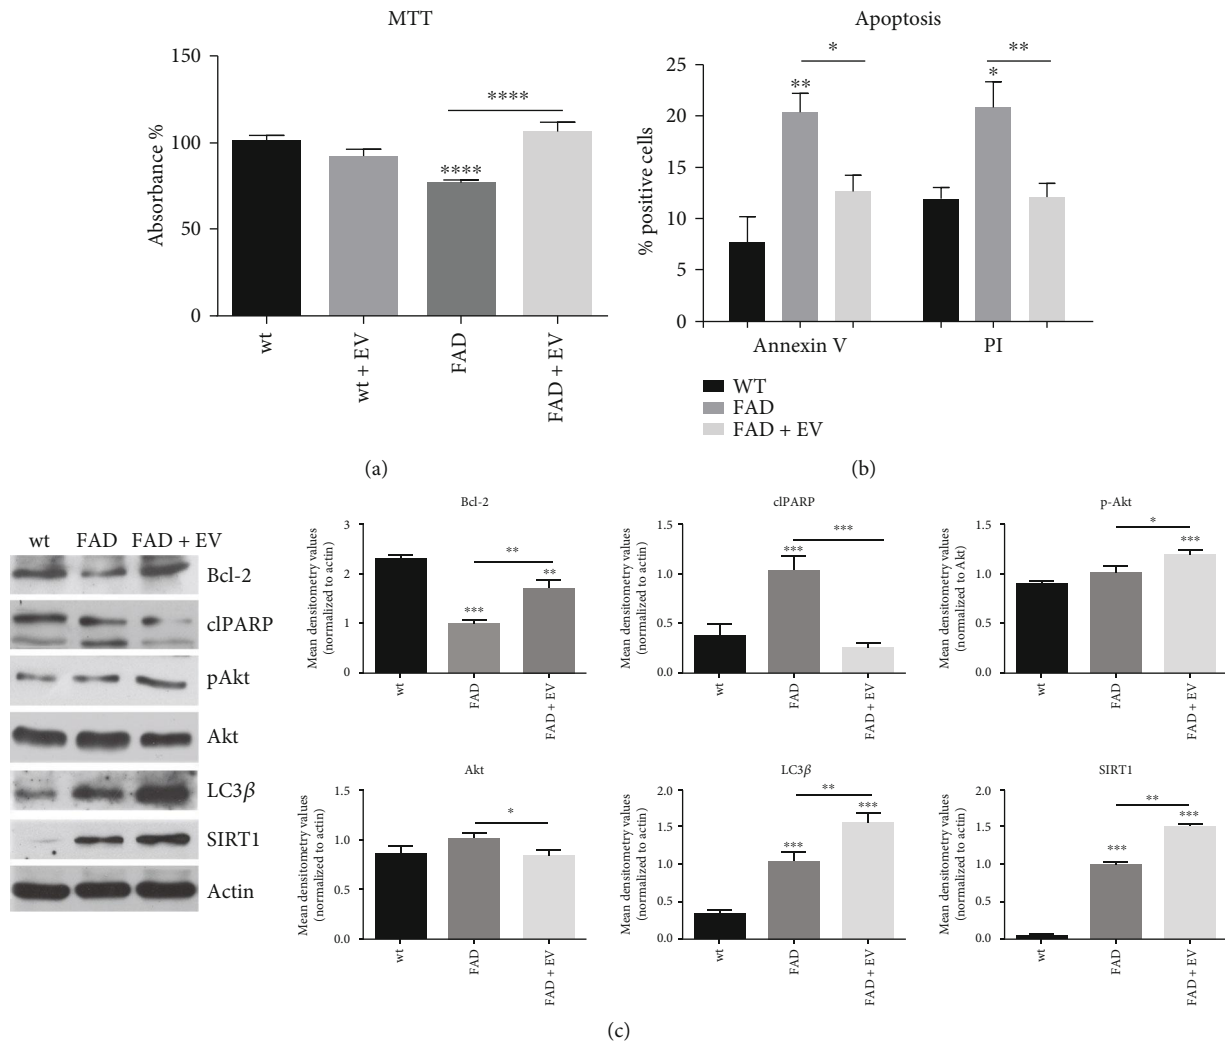 MTT
150
100
50
0
Absorbance %
****
****
wt
wt + EV
FAD
FAD + EV
(a)
Apoptosis
25
20
15
10
5
0
% positive cells
*
**
**
*
Annexin V
PI
WT
FAD
FAD + EV
(b)
wt FAD FAD + EV
Bcl-2
clPARP
pAkt
Akt
LC3β
SIRT1
Actin
Bcl-2
3
2
1
0
Mean densitometry values
(normalized to actin)
**
**
***
wt
FAD
FAD + EV
clPARP
1.5
1.0
0.5
0.0
Mean densitometry values
(normalized to actin)
***
***
wt
FAD
FAD + EV
p-Akt
1.5
1.0
0.5
0.0
Mean densitometry values
(normalized to Akt)
*
***
wt
FAD
FAD + EV
Akt
1.5
1.0
0.5
0.0
Mean densitometry values
(normalized to actin)
*
wt
FAD
FAD + EV
LC3β
2.0
1.5
1.0
0.5
0.0
Mean densitometry values
(normalized to actin)
**
***
***
wt
FAD
FAD + EV
SIRT1
2.0
1.5
1.0
0.5
0.0
Mean densitometry values
(normalized to actin)
**
***
***
wt
FAD
FAD + EV
(c)